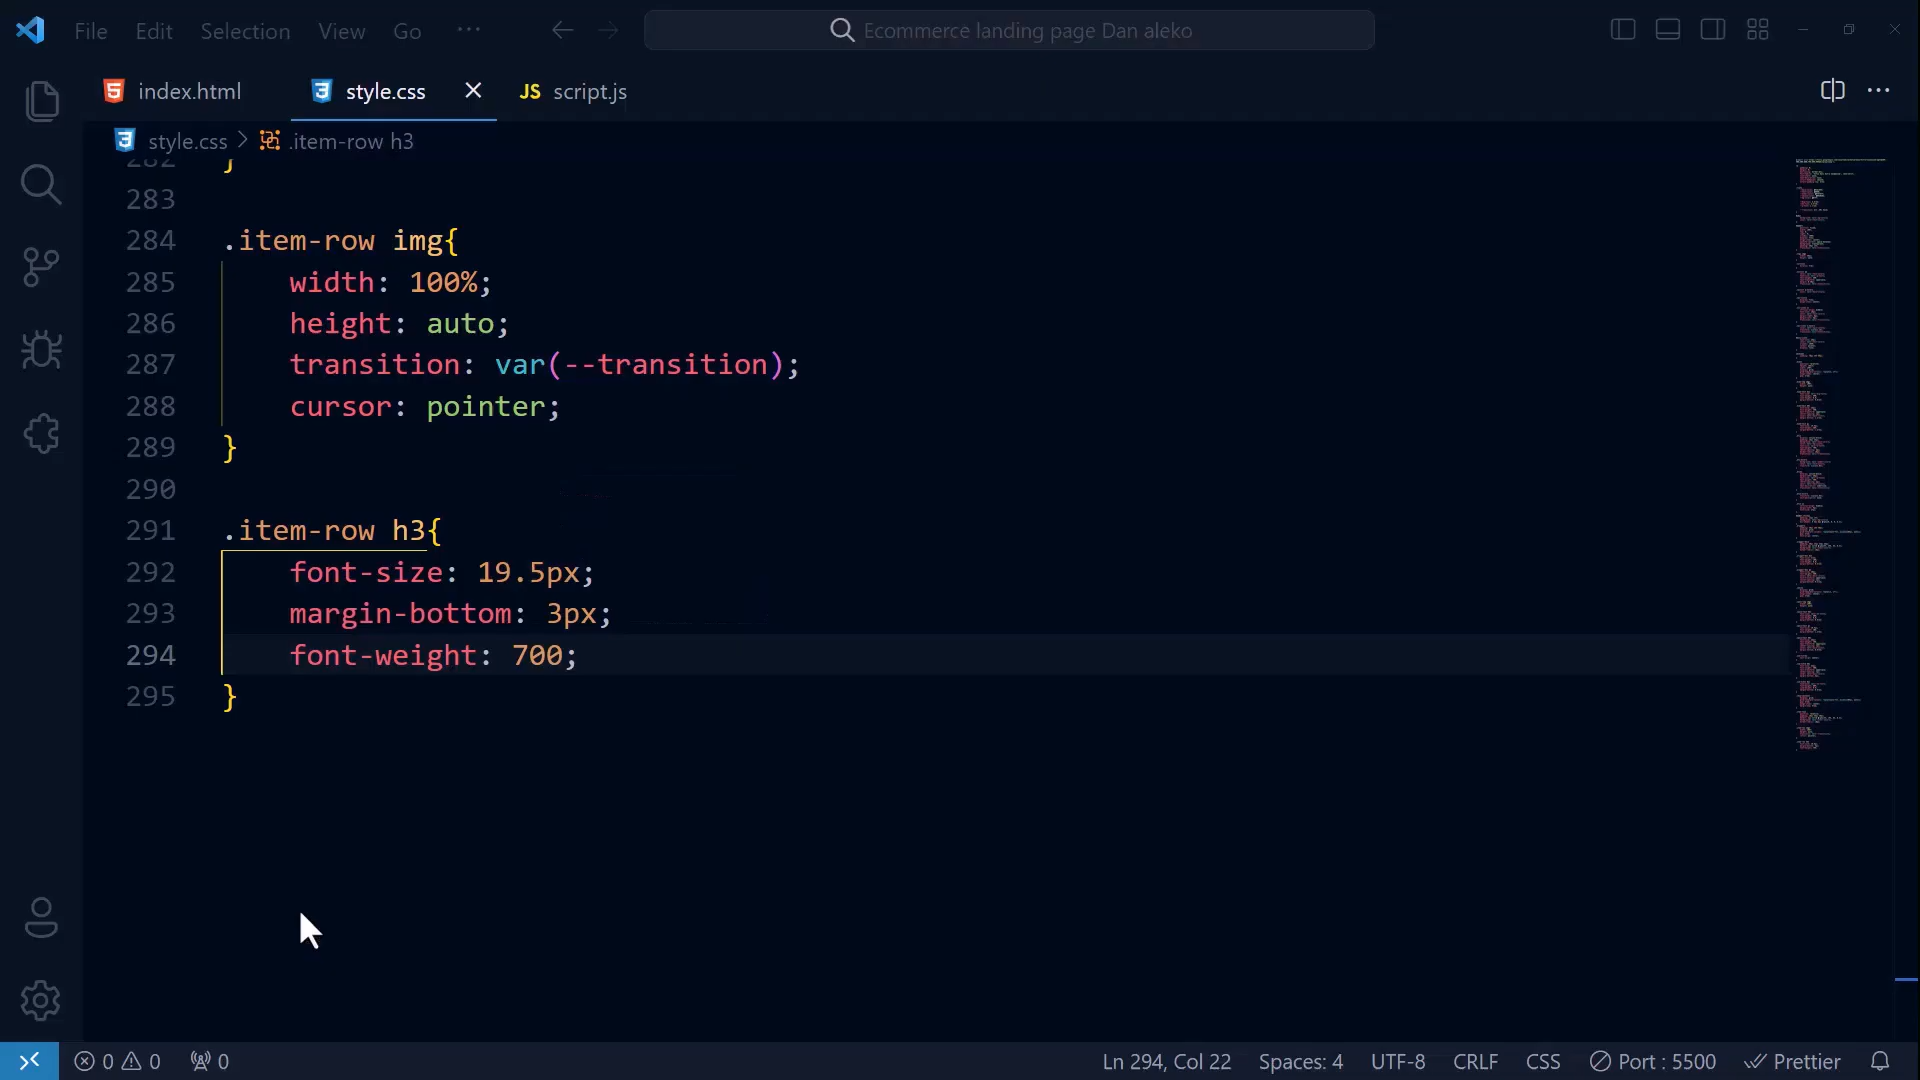 File Edit Selection View Go ··· Ecommerce landing page Dan aleko
index.html style.css JS script.js
style.css > .item-row h3
282 }
283
284 .item-row img{
285 width: 100%;
286 height: auto;
287 transition: var(--transition);
288 cursor: pointer;
289 }
290
291 .item-row h3{
292 font-size: 19.5px;
293 margin-bottom: 3px;
294 font-weight: 700;
295 }
0 0 0 Ln 294, Col 22 Spaces: 4 UTF-8 CRLF CSS Port : 5500 Prettier